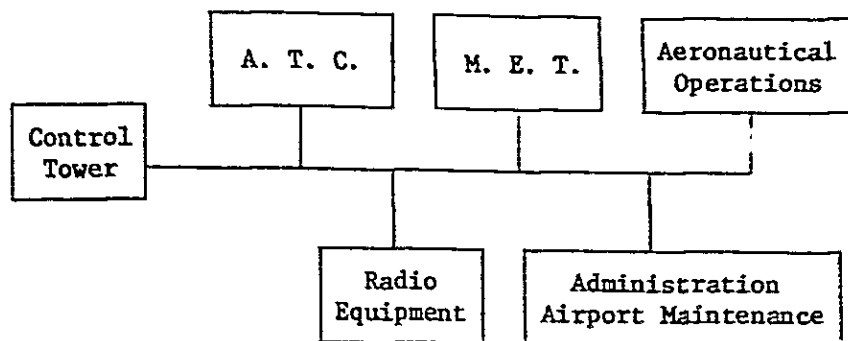 A. T. C.
M. E. T.
Aeronautical
Operations
Control
Tower
Radio
Equipment
Administration
Airport Maintenance